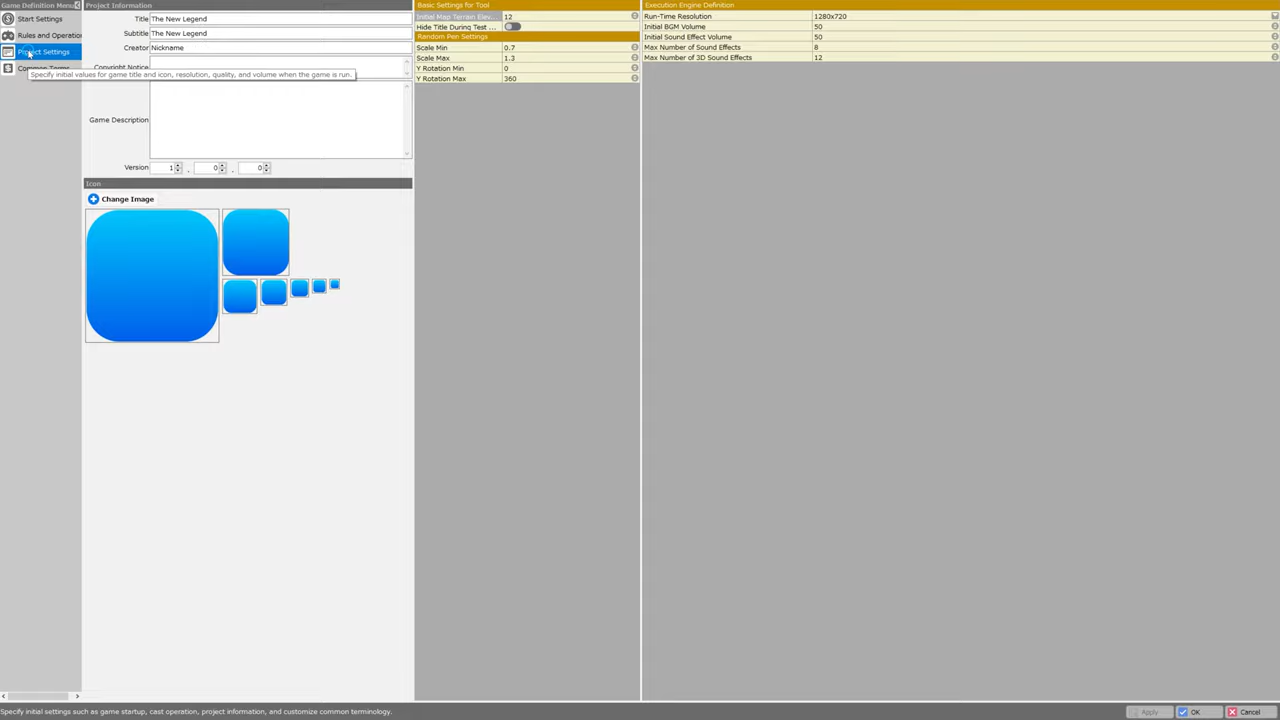 Game Definition Menu
Start Settings
Rules and Operation
Project Settings
Common Terms
Specify initial values for game title and icon, resolution, quality, and volume when the game is run.
Project Information
Title The New Legend
Subtitle The New Legend
Creator Nickname
Copyright Notice
Game Description
Version 1 . 0 . 0
Icon
Change Image
Basic Settings for Tool
Initial Map Terrain Elev... 12
Hide Title During Test ...
Random Pen Settings
Scale Min 0.7
Scale Max 1.3
Y Rotation Min 0
Y Rotation Max 360
Execution Engine Definition
Run-Time Resolution 1280x720
Initial BGM Volume 50
Initial Sound Effect Volume 50
Max Number of Sound Effects 8
Max Number of 3D Sound Effects 12
Specify initial settings such as game startup, cast operation, project information, and customize common terminology.
Apply OK Cancel